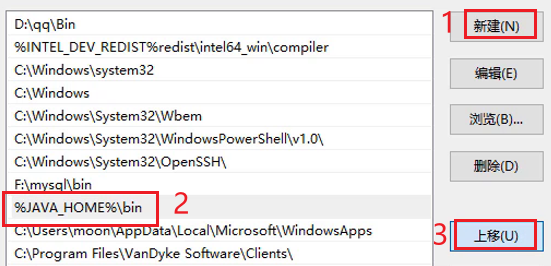 D:\qq\Bin
%INTEL_DEV_REDIST%redist\intel64_win\compiler
C:\Windows\system32
C:\Windows
C:\Windows\System32\Wbem
C:\Windows\System32\WindowsPowerShell\v1.0\
C:\Windows\System32\OpenSSH\
F:\mysql\bin
%JAVA_HOME%\bin
2
C:\Users\moon\AppData\Local\Microsoft\WindowsApps
C:\Program Files\VanDyke Software\Clients\
1
新建(N)
编辑(E)
浏览(B)...
删除(D)
3
上移(U)